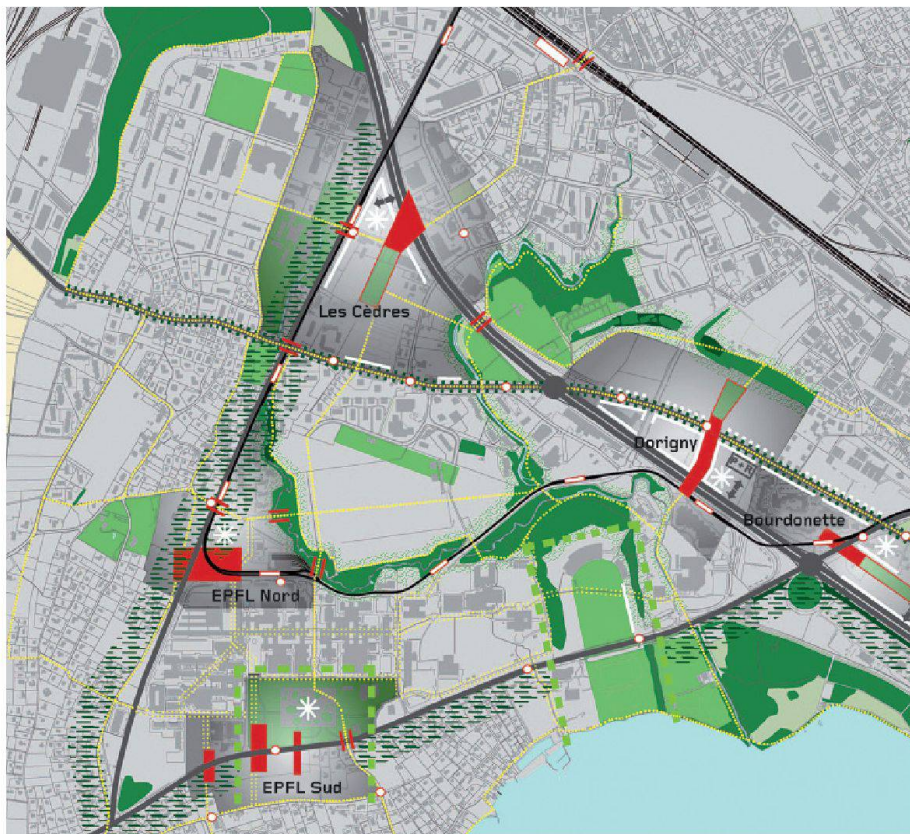 Les Cèdres
Dorigny
P+R
Bourdonette
EPFL Nord
EPFL Sud